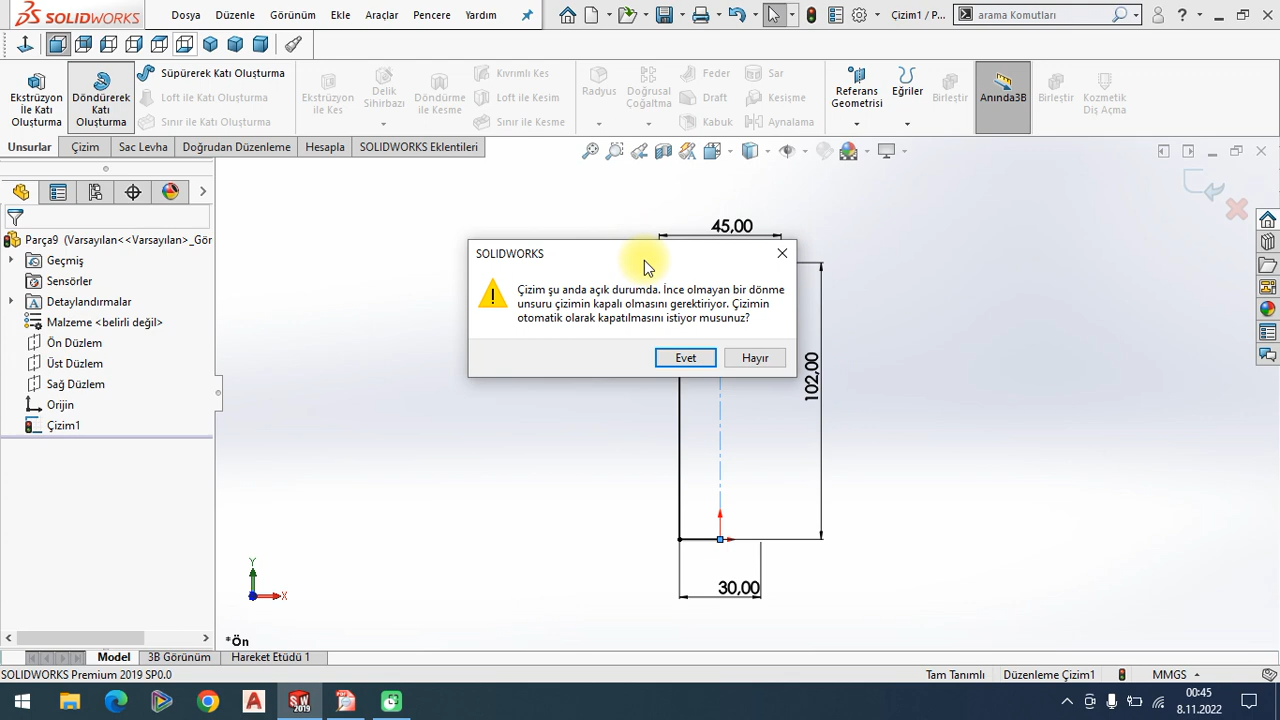 SOLIDWORKS
Dosya
Düzenle
Görünüm
Ekle
Araçlar
Pencere
Yardım
Çizim1 / P...
arama Komutları
Ekstrüzyon
İle Katı
Oluşturma
Döndürerek
Katı
Oluşturma
Süpürerek Katı Oluşturma
Loft ile Katı Oluşturma
Sınır ile Katı Oluşturma
Ekstrüzyon
ile Kes
Delik
Sihirbazı
Döndürme
ile Kesme
Kıvrımlı Kes
Loft ile Kesim
Sınır ile Kesme
Radyus
Doğrusal
Çoğaltma
Feder
Draft
Kabuk
Sar
Kesişme
Aynalama
Referans
Geometrisi
Eğriler
Birleştir
Anında3B
Birleştir
Kozmetik
Diş Açma
Unsurlar
Çizim
Sac Levha
Doğrudan Düzenleme
Hesapla
SOLIDWORKS Eklentileri
Parça9 (Varsayılan<<Varsayılan>_Gör
Geçmiş
Sensörler
Detaylandırmalar
Malzeme <belirli değil>
Ön Düzlem
Üst Düzlem
Sağ Düzlem
Orijin
Çizim1
45,00
SOLIDWORKS
Çizim şu anda açık durumda. İnce olmayan bir dönme
unsuru çizimin kapalı olmasını gerektiriyor. Çizimin
otomatik olarak kapatılmasını istiyor musunuz?
Evet
Hayır
102,00
30,00
Y
X
*Ön
Model
3B Görünüm
Hareket Etüdü 1
SOLIDWORKS Premium 2019 SP0.0
Tam Tanımlı
Düzenleme Çizim1
MMGS
00:45
8.11.2022